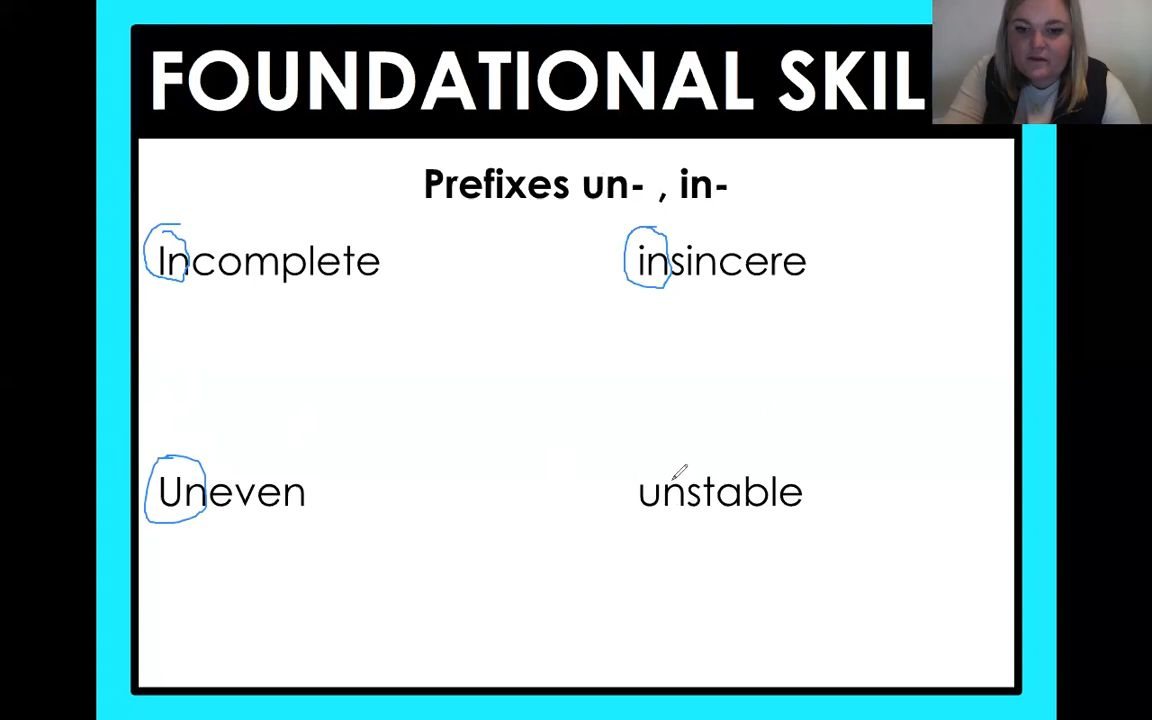 FOUNDATIONAL SKIL
Prefixes un- , in-
Incomplete
insincere
Uneven
unstable